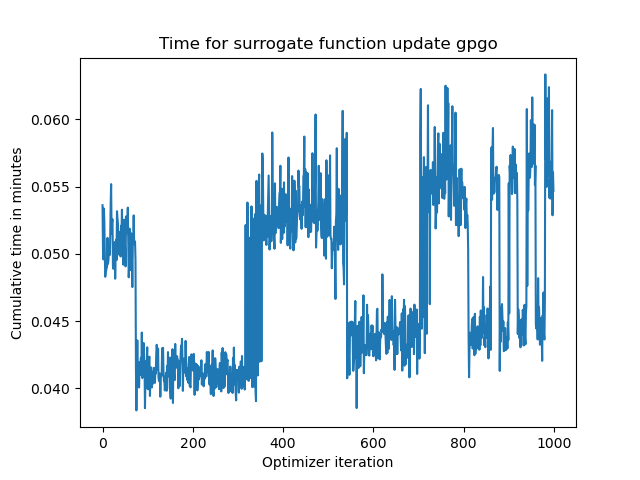 Time for surrogate function update gpgo
Cumulative time in minutes
0.060
0.055
0.050
0.045
0.040
0 200 400 600 800 1000
Optimizer iteration